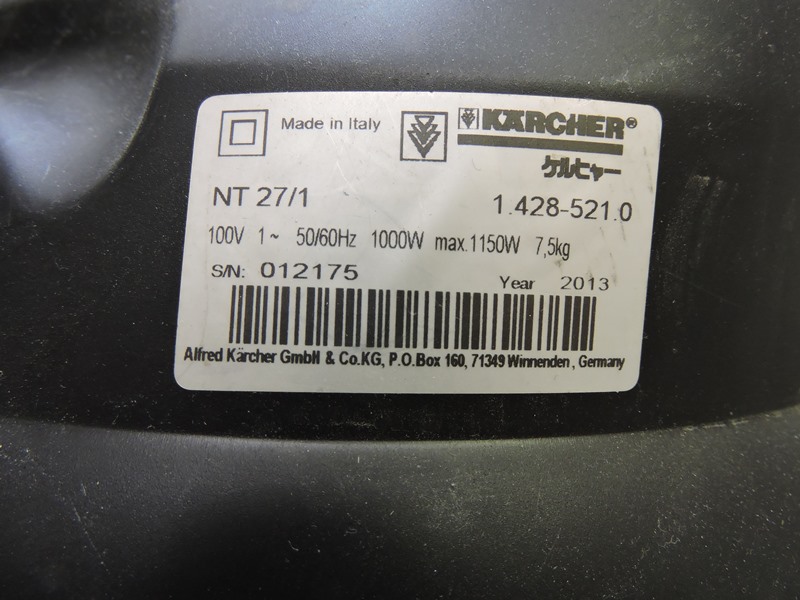 Made in Italy
KÄRCHER®
ケルヒャー
NT 27/1 1.428-521.0
100V 1~ 50/60Hz 1000W max.1150W 7,5kg
S/N: 012175 Year 2013
Alfred Kärcher GmbH & Co.KG, P.O.Box 160, 71349 Winnenden, Germany